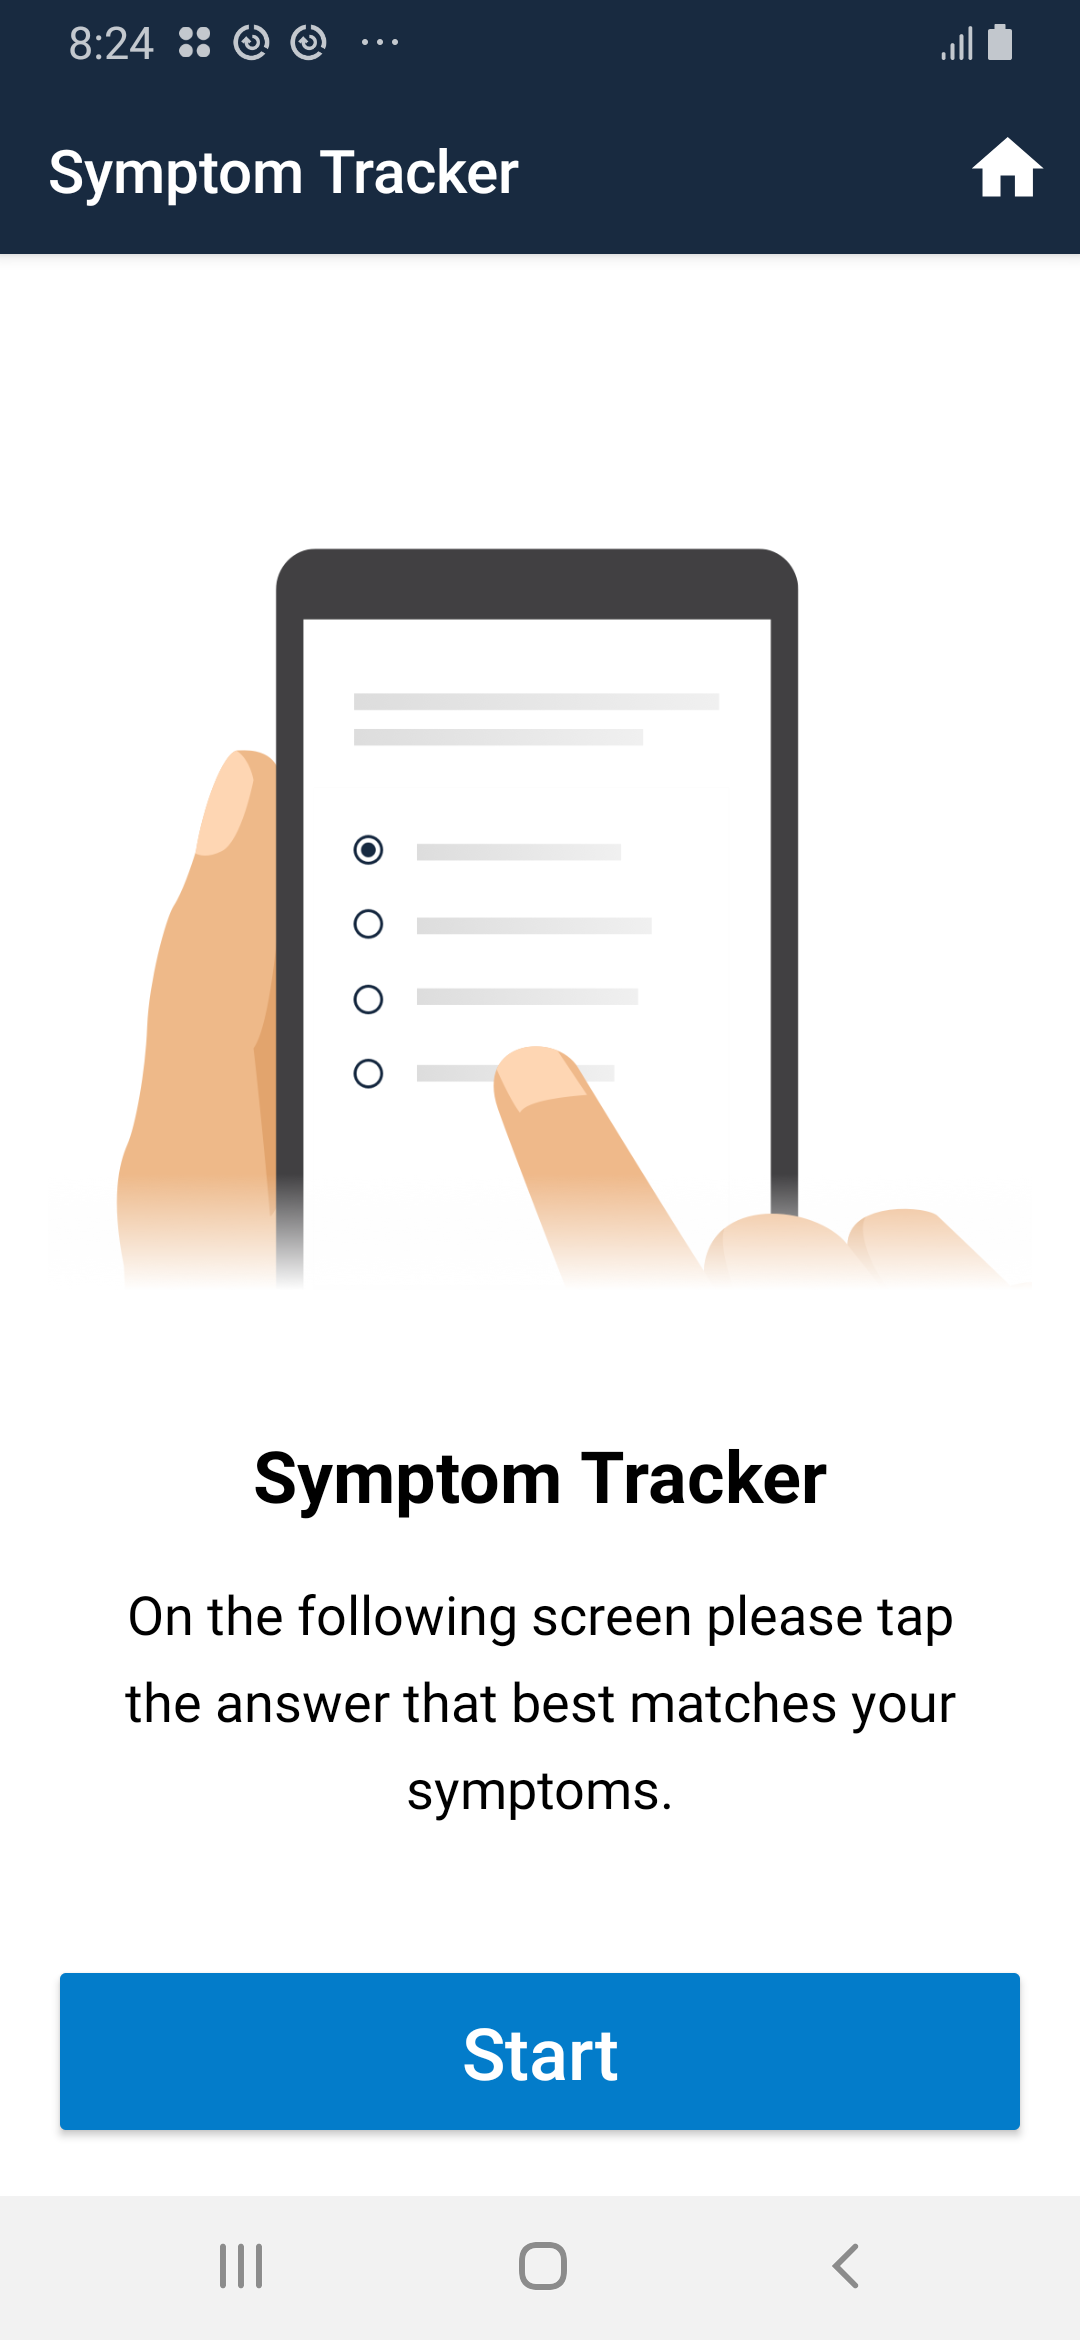 8:24
Symptom Tracker
Symptom Tracker
On the following screen please tap
the answer that best matches your
symptoms.
Start